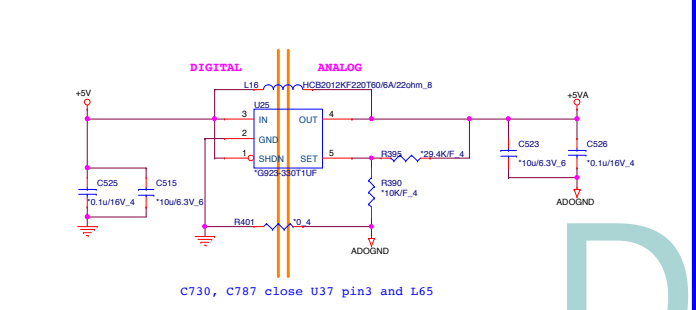 DIGITAL ANALOG
L16 HCB2012KF220T60/6A/22ohm_8
+5V
+5VA
U25
3 IN OUT 4
2 GND
1 SHDN SET 5
*G923-330T1UF
R395 *29.4K/F_4
C523
*10u/6.3V_6
C526
*0.1u/16V_4
C525
*0.1u/16V_4
C515
*10u/6.3V_6
R390
*10K/F_4
ADOGND
R401 *0_4
ADOGND
C730, C787 close U37 pin3 and L65
D